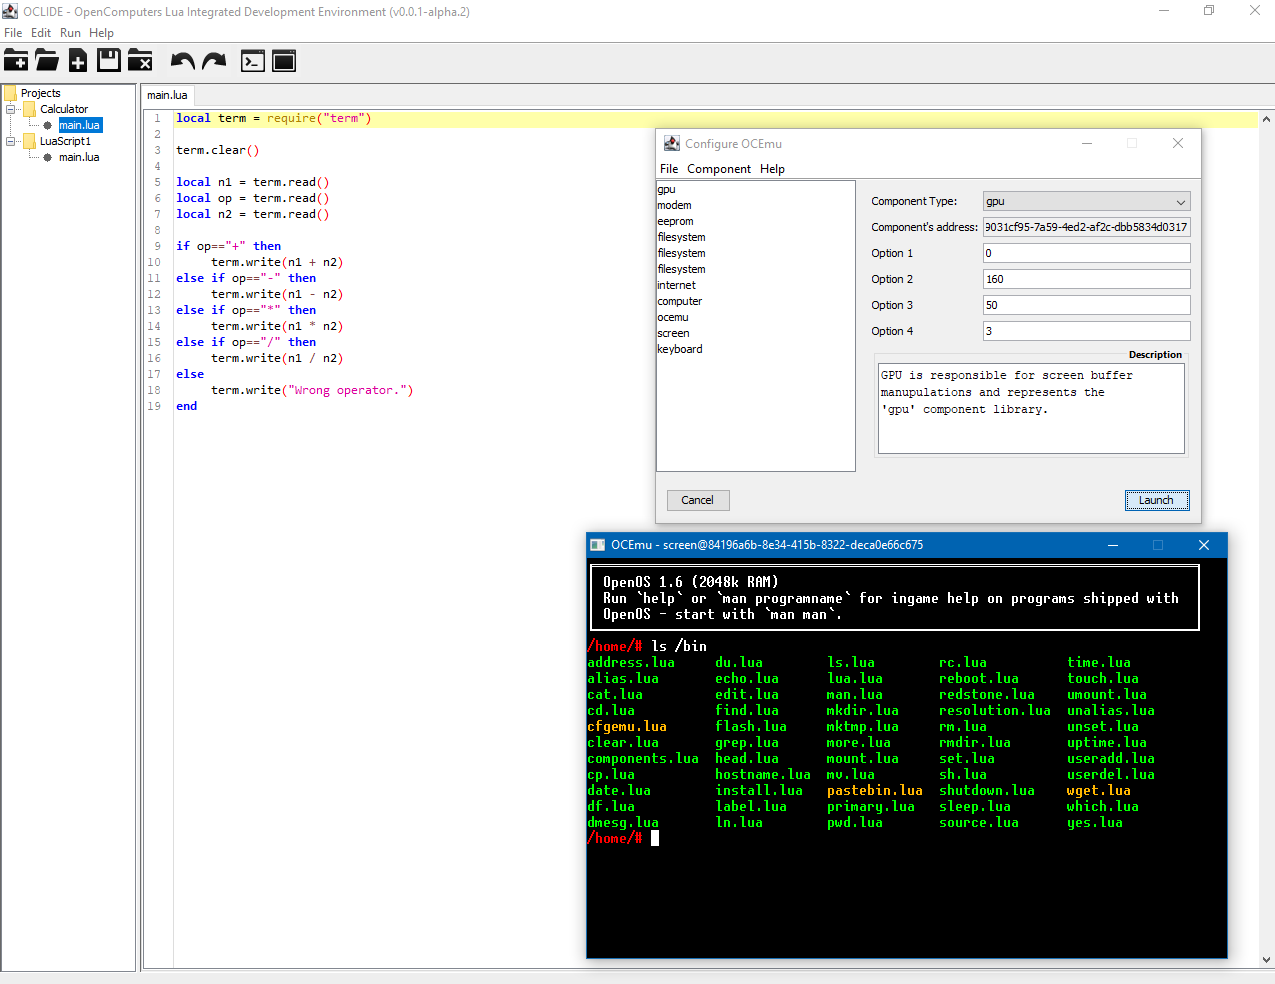 OCLIDE - OpenComputers Lua Integrated Development Environment (v0.0.1-alpha.2)
File Edit Run Help
Projects
Calculator
main.lua
LuaScript1
main.lua
main.lua
1 local term = require("term")
2
3 term.clear()
4
5 local n1 = term.read()
6 local op = term.read()
7 local n2 = term.read()
8
9 if op=="+" then
10 term.write(n1 + n2)
11 else if op=="-" then
12 term.write(n1 - n2)
13 else if op=="*" then
14 term.write(n1 * n2)
15 else if op=="/" then
16 term.write(n1 / n2)
17 else
18 term.write("Wrong operator.")
19 end
Configure OCEmu
File Component Help
gpu
modem
eeprom
filesystem
filesystem
filesystem
internet
computer
ocemu
screen
keyboard
Component Type: gpu
Component's address: 9031cf95-7a59-4ed2-af2c-dbb5834d0317
Option 1 0
Option 2 160
Option 3 50
Option 4 3
Description
GPU is responsible for screen buffer
manupulations and represents the
'gpu' component library.
Cancel Launch
OCEmu - screen@84196a6b-8e34-415b-8322-deca0e66c675
OpenOS 1.6 (2048k RAM)
Run `help` or `man programname` for ingame help on programs shipped with
OpenOS - start with `man man`.
/home/# ls /bin
address.lua du.lua ls.lua rc.lua time.lua
alias.lua echo.lua lua.lua reboot.lua touch.lua
cat.lua edit.lua man.lua redstone.lua umount.lua
cd.lua find.lua mkdir.lua resolution.lua unalias.lua
cfgemu.lua flash.lua mktmp.lua rm.lua unset.lua
clear.lua grep.lua more.lua rmdir.lua uptime.lua
components.lua head.lua mount.lua set.lua useradd.lua
cp.lua hostname.lua mv.lua sh.lua userdel.lua
date.lua install.lua pastebin.lua shutdown.lua wget.lua
df.lua label.lua primary.lua sleep.lua which.lua
dmesg.lua ln.lua pwd.lua source.lua yes.lua
/home/#